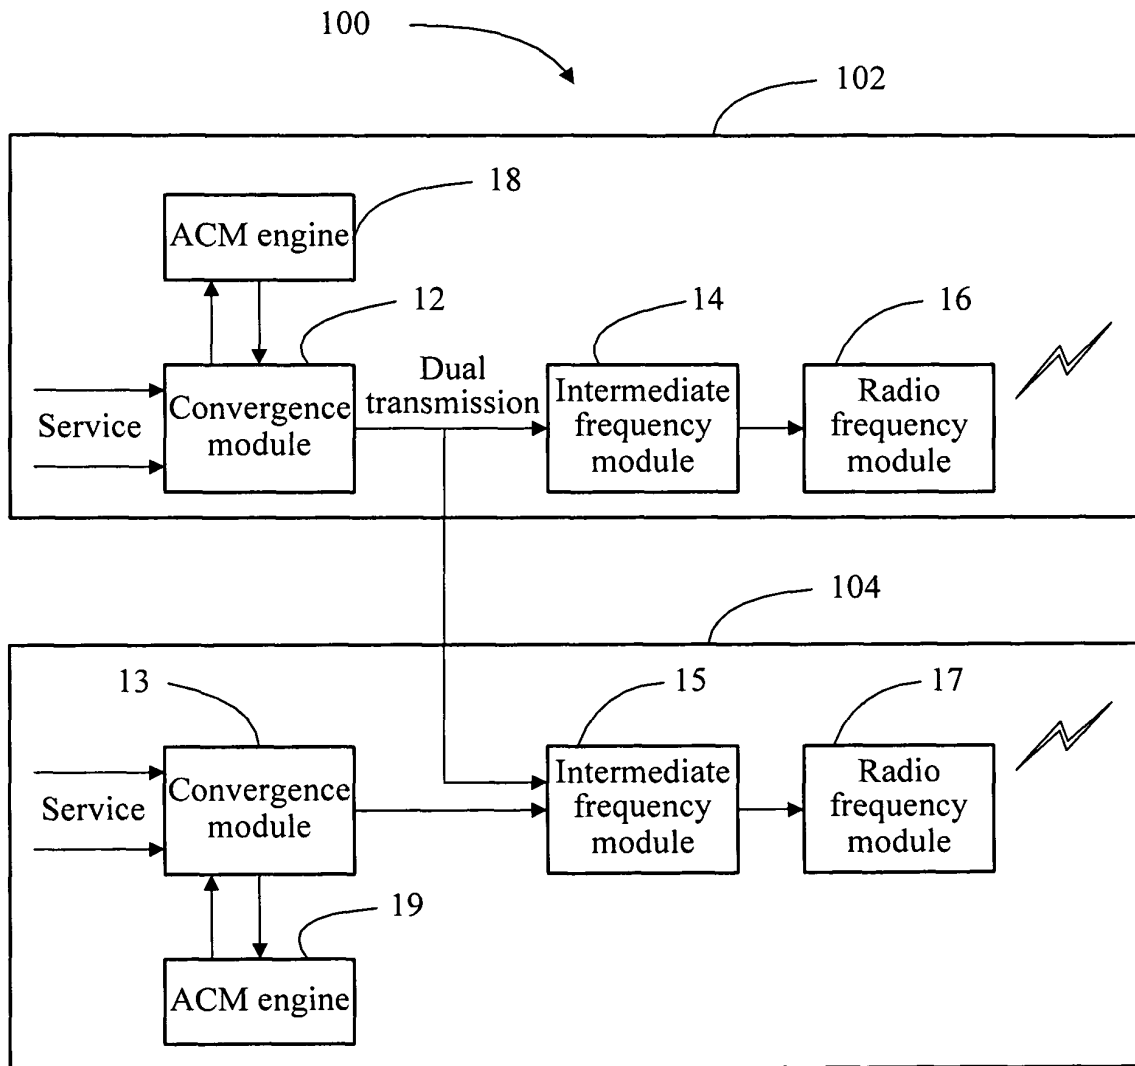 100
102
18
ACM engine
12
14
16
Dual
transmission
Service
Convergence
module
Intermediate
frequency
module
Radio
frequency
module
104
13
15
17
Service
Convergence
module
Intermediate
frequency
module
Radio
frequency
module
19
ACM engine